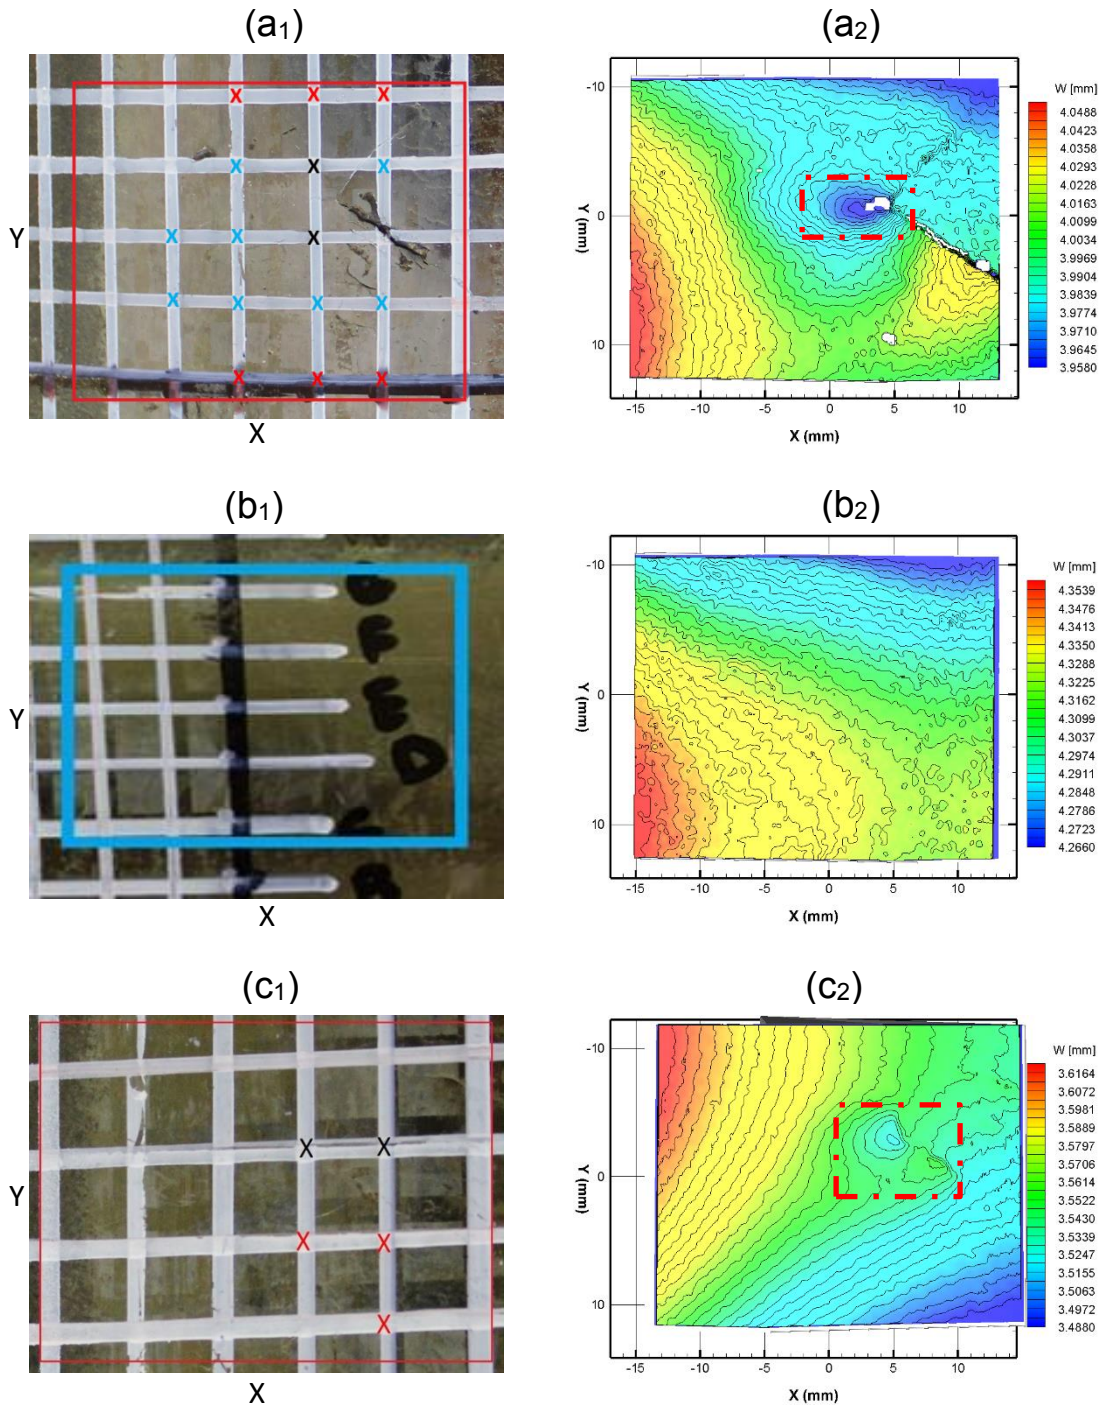 (a1) (a2)
X X X
X X X
X X X
X X X X
X X X
Y
X
-10
0
10
Y (mm)
-15 -10 -5 0 5 10
X (mm)
W [mm]
4.0488
4.0423
4.0358
4.0293
4.0228
4.0163
4.0099
4.0034
3.9969
3.9904
3.9839
3.9774
3.9710
3.9645
3.9580
(b1) (b2)
E
D
B
Y
X
-10
0
10
Y (mm)
-15 -10 -5 0 5 10
X (mm)
W [mm]
4.3539
4.3476
4.3413
4.3350
4.3288
4.3225
4.3162
4.3099
4.3037
4.2974
4.2911
4.2848
4.2786
4.2723
4.2660
(c1) (c2)
X X
X X
X
Y
X
-10
0
10
Y (mm)
-15 -10 -5 0 5 10
X (mm)
W [mm]
3.6164
3.6072
3.5981
3.5889
3.5797
3.5706
3.5614
3.5522
3.5430
3.5339
3.5247
3.5155
3.5063
3.4972
3.4880